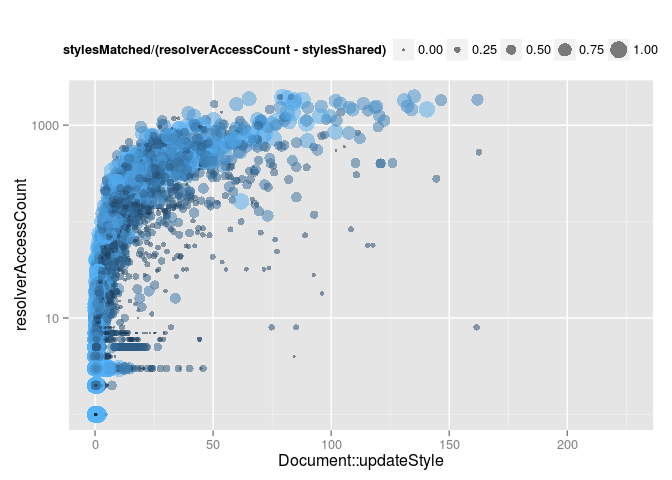 stylesMatched/(resolverAccessCount - stylesShared) 0.00 0.25 0.50 0.75 1.00
1000
10
resolverAccessCount
0 50 100 150 200
Document::updateStyle